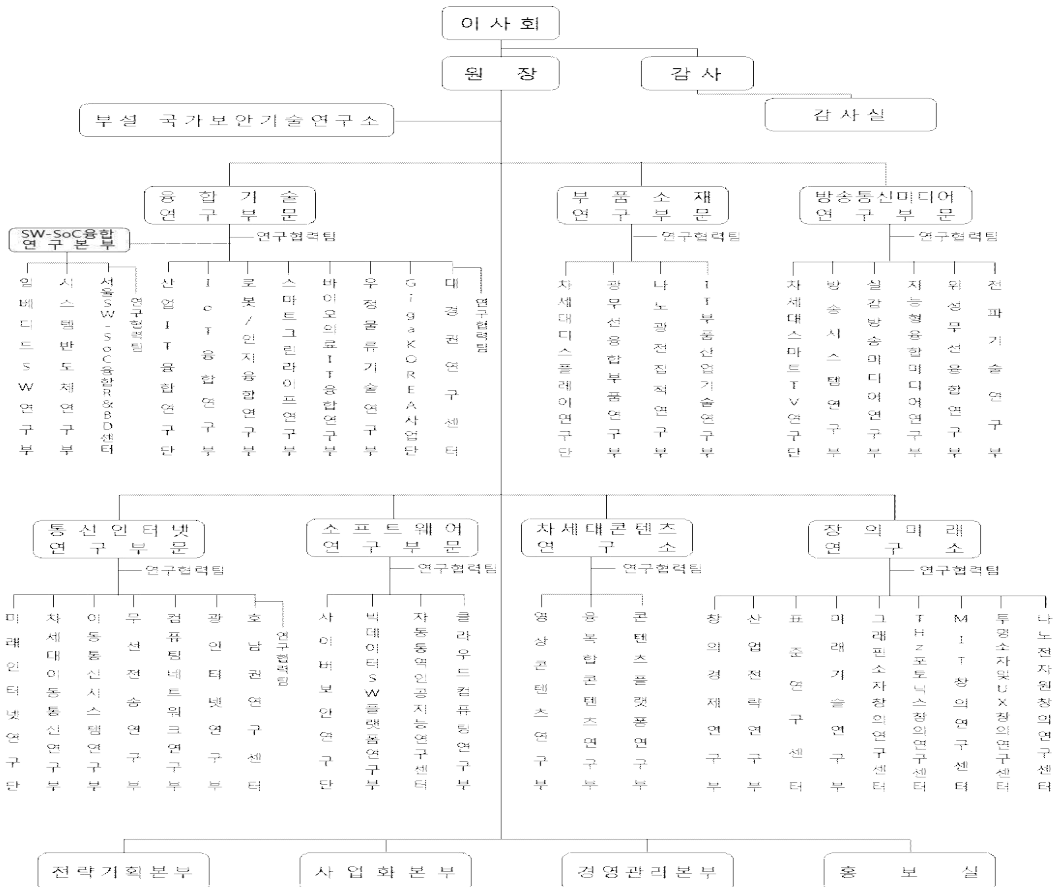 이사회
원장
감사
감사실
부설 국가보안기술연구소
융합기술
연구부문
부품소재
연구부문
방송통신미디어
연구부문
연구협력팀
연구협력팀
연구협력팀
SW-SoC융합
연구본부
임베디드SW연구부
시스템반도체연구부
서울SW-SoC융합R&BD센터
연구협력팀
산업IT융합연구단
IoT융합연구부
로봇/인지융합연구부
스마트그린라이프연구부
바이오의료IT융합연구부
우정물류기술연구부
GigaKOREA사업단
대경권연구센터
연구협력팀
차세대디스플레이연구단
광무선융합부품연구부
나노광전집적연구부
IT부품산업기술연구부
차세대스마트TV연구단
방송시스템연구부
실감방송미디어연구부
지능형융합미디어연구부
위성무선융합연구부
전파기술연구부
통신인터넷
연구부문
소프트웨어
연구부문
차세대콘텐츠
연구소
창의미래
연구소
연구협력팀
연구협력팀
연구협력팀
연구협력팀
미래인터넷연구단
차세대이동통신연구부
이동통신시스템연구부
무선전송연구부
컴퓨팅네트워크연구부
광인터넷연구부
호남권연구센터
연구협력팀
사이버보안연구단
빅데이터SW플랫폼연구부
자동통역인공지능연구센터
클라우드컴퓨팅연구부
영상콘텐츠연구부
융복합콘텐츠연구부
콘텐츠플랫폼연구부
창의경제연구부
산업전략연구부
표준연구센터
미래기술연구부
그래핀소자창의연구센터
THz포토닉스창의연구센터
MIT창의연구센터
투명소자및UX창의연구센터
나노전자원창의연구센터
전략기획본부
사업화본부
경영관리본부
홍보실